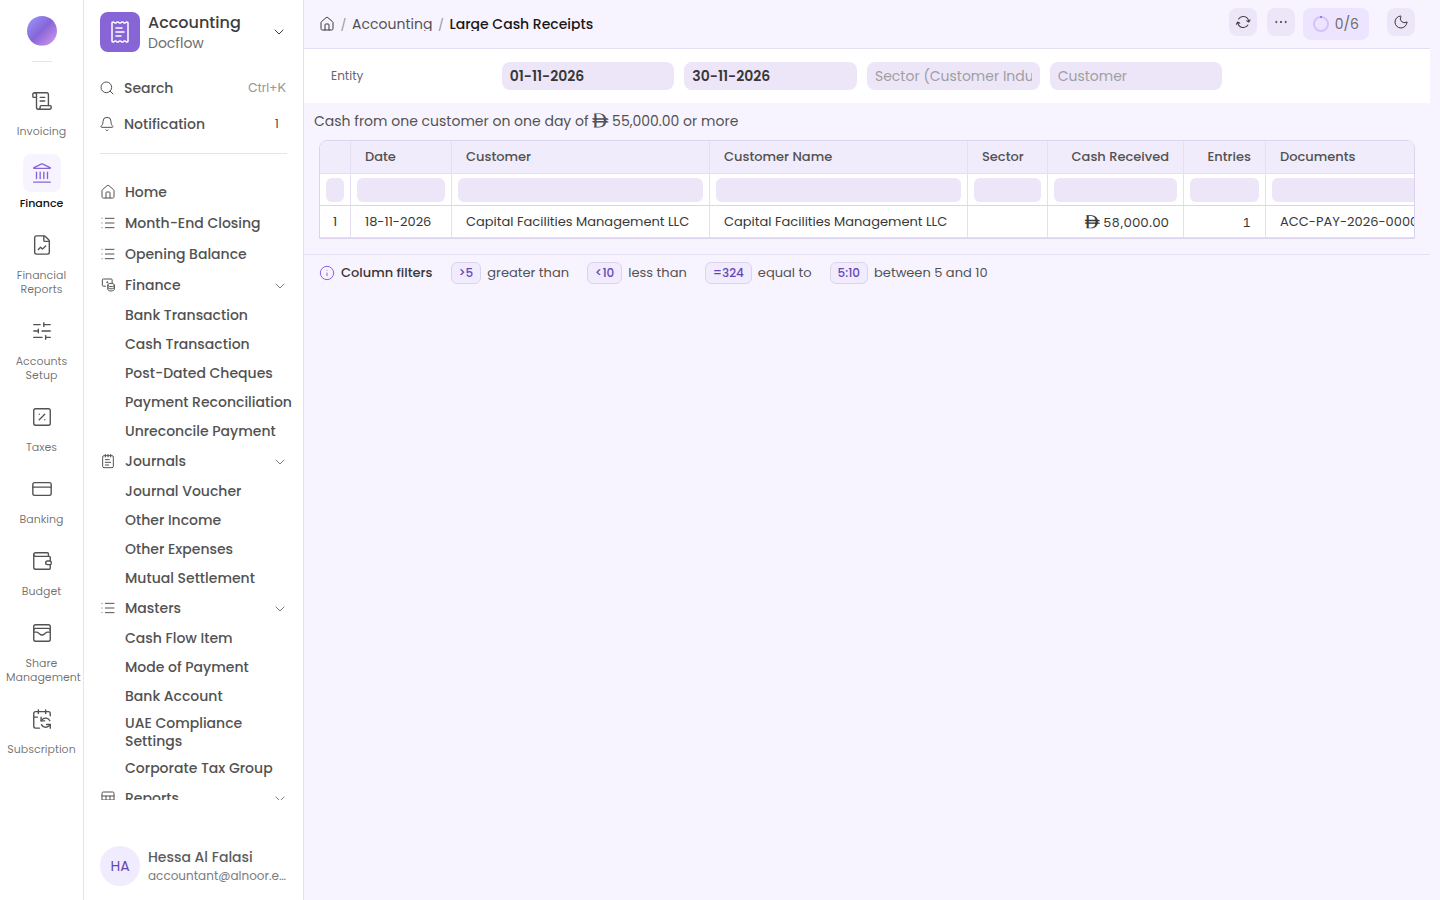 Invoicing
Finance
Financial
Reports
Accounts
Setup
Taxes
Banking
Budget
Share
Management
Subscription
Accounting
Docflow
Search Ctrl+K
Notification 1
Home
Month-End Closing
Opening Balance
Finance
Bank Transaction
Cash Transaction
Post-Dated Cheques
Payment Reconciliation
Unreconcile Payment
Journals
Journal Voucher
Other Income
Other Expenses
Mutual Settlement
Masters
Cash Flow Item
Mode of Payment
Bank Account
UAE Compliance
Settings
Corporate Tax Group
Reports
HA
Hessa Al Falasi
accountant@alnoor.e...
/ Accounting / Large Cash Receipts
0/6
Entity 01-11-2026 30-11-2026 Sector (Customer Indu Customer
Cash from one customer on one day of 55,000.00 or more
Date Customer Customer Name Sector Cash Received Entries Documents
1 18-11-2026 Capital Facilities Management LLC Capital Facilities Management LLC 58,000.00 1 ACC-PAY-2026-0000
Column filters >5 greater than <10 less than =324 equal to 5:10 between 5 and 10